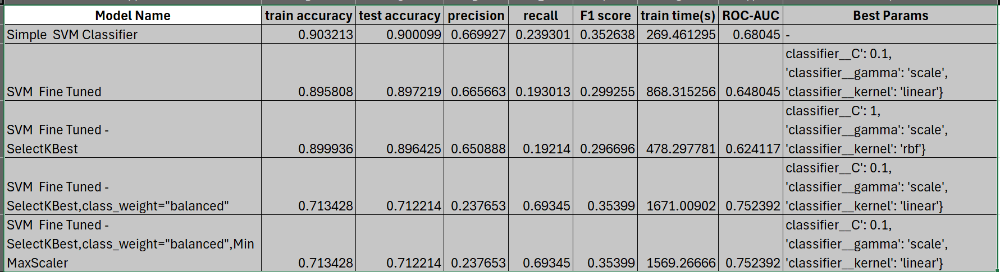 Model Name train accuracy test accuracy precision recall F1 score train time(s) ROC-AUC Best Params
Simple SVM Classifier 0.903213 0.900099 0.669927 0.239301 0.352638 269.461295 0.68045 -
classifier__C': 0.1,
'classifier__gamma': 'scale',
SVM Fine Tuned 0.895808 0.897219 0.665663 0.193013 0.299255 868.315256 0.648045 'classifier__kernel': 'linear'}
classifier__C': 1,
SVM Fine Tuned - 'classifier__gamma': 'scale',
SelectKBest 0.899936 0.896425 0.650888 0.19214 0.296696 478.297781 0.624117 'classifier__kernel': 'rbf'}
classifier__C': 0.1,
SVM Fine Tuned - 'classifier__gamma': 'scale',
SelectKBest,class_weight="balanced" 0.713428 0.712214 0.237653 0.69345 0.35399 1671.00902 0.752392 'classifier__kernel': 'linear'}
SVM Fine Tuned - classifier__C': 0.1,
SelectKBest,class_weight="balanced",Min 'classifier__gamma': 'scale',
MaxScaler 0.713428 0.712214 0.237653 0.69345 0.35399 1569.26666 0.752392 'classifier__kernel': 'linear'}